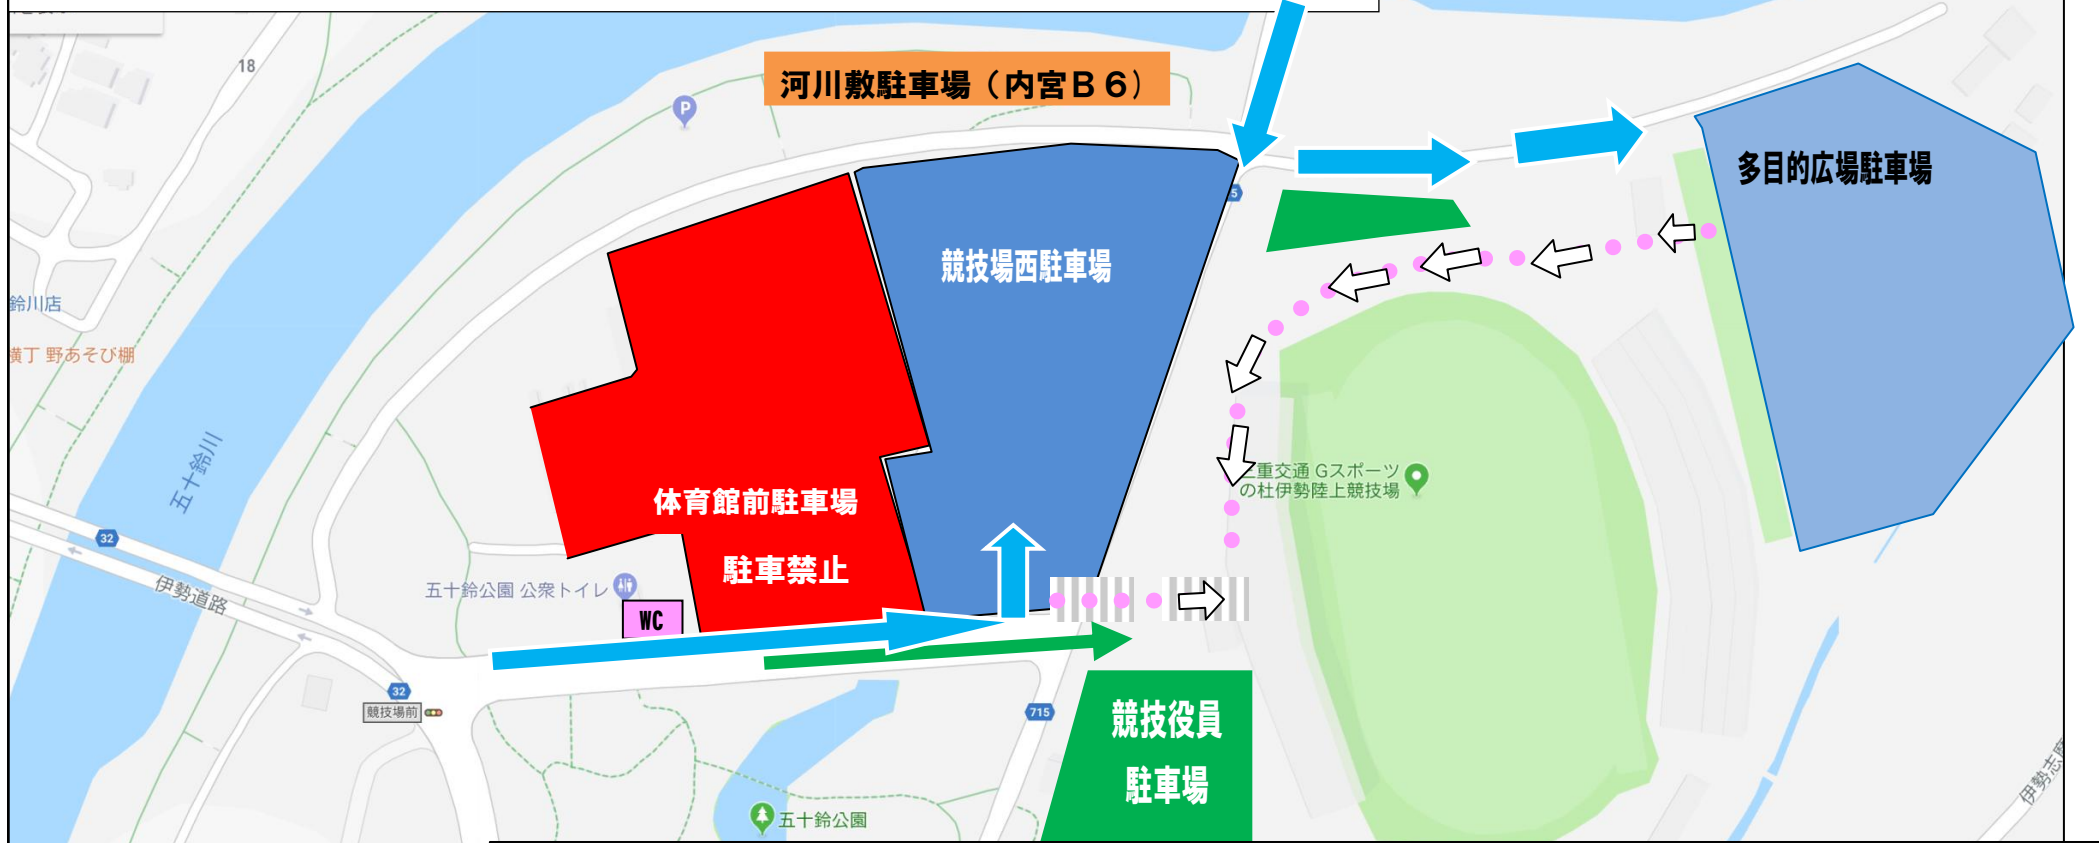 18
河川敷駐車場（内宮Ｂ６）
P
多目的広場駐車場
5
競技場西駐車場
鈴川店
横丁 野あそび棚
五十鈴川
三重交通 Gスポーツ
の杜伊勢陸上競技場
体育館前駐車場
駐車禁止
32
伊勢道路
五十鈴公園 公衆トイレ
WC
32
競技場前
715
競技役員
駐車場
五十鈴公園
伊勢志摩